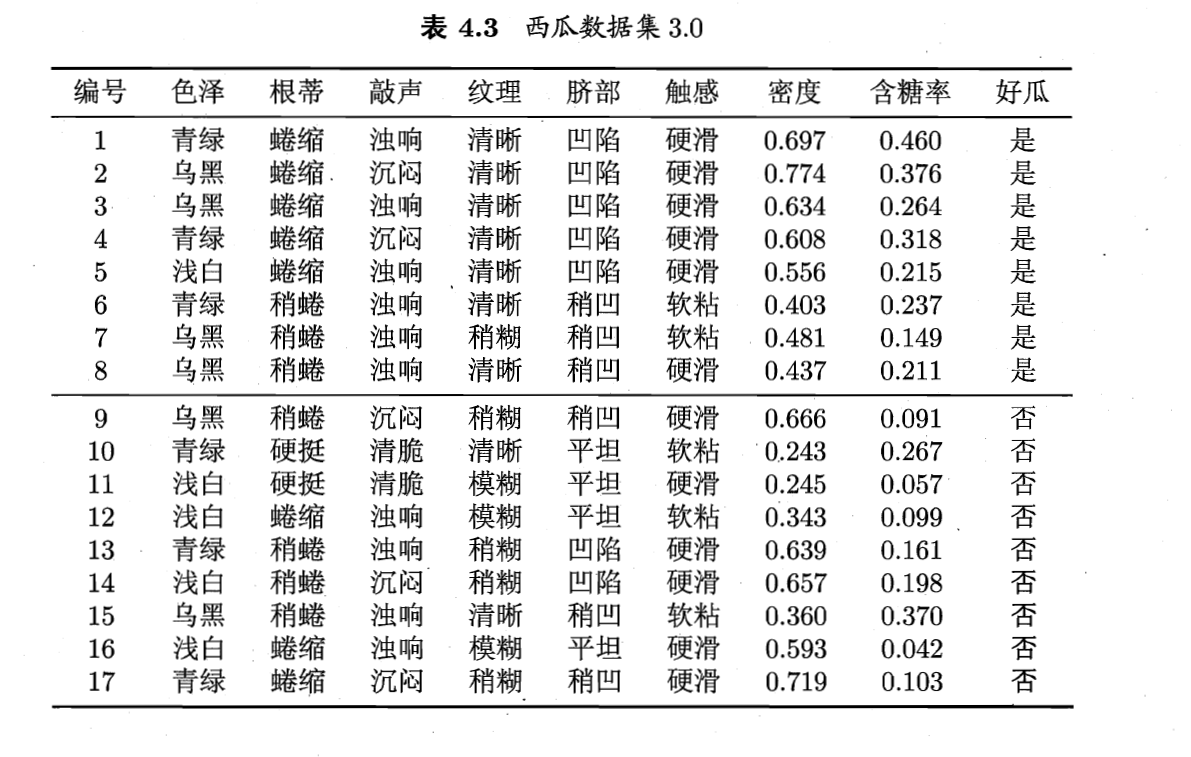 表 4.3 西瓜数据集 3.0
编号 色泽 根蒂 敲声 纹理 脐部 触感 密度 含糖率 好瓜
1 青绿 蜷缩 浊响 清晰 凹陷 硬滑 0.697 0.460 是
2 乌黑 蜷缩 沉闷 清晰 凹陷 硬滑 0.774 0.376 是
3 乌黑 蜷缩 浊响 清晰 凹陷 硬滑 0.634 0.264 是
4 青绿 蜷缩 沉闷 清晰 凹陷 硬滑 0.608 0.318 是
5 浅白 蜷缩 浊响 清晰 凹陷 硬滑 0.556 0.215 是
6 青绿 稍蜷 浊响 清晰 稍凹 软粘 0.403 0.237 是
7 乌黑 稍蜷 浊响 稍糊 稍凹 软粘 0.481 0.149 是
8 乌黑 稍蜷 浊响 清晰 稍凹 硬滑 0.437 0.211 是
9 乌黑 稍蜷 沉闷 稍糊 稍凹 硬滑 0.666 0.091 否
10 青绿 硬挺 清脆 清晰 平坦 软粘 0.243 0.267 否
11 浅白 硬挺 清脆 模糊 平坦 硬滑 0.245 0.057 否
12 浅白 蜷缩 浊响 模糊 平坦 软粘 0.343 0.099 否
13 青绿 稍蜷 浊响 稍糊 凹陷 硬滑 0.639 0.161 否
14 浅白 稍蜷 沉闷 稍糊 凹陷 硬滑 0.657 0.198 否
15 乌黑 稍蜷 浊响 清晰 稍凹 软粘 0.360 0.370 否
16 浅白 蜷缩 浊响 模糊 平坦 硬滑 0.593 0.042 否
17 青绿 蜷缩 沉闷 稍糊 稍凹 硬滑 0.719 0.103 否